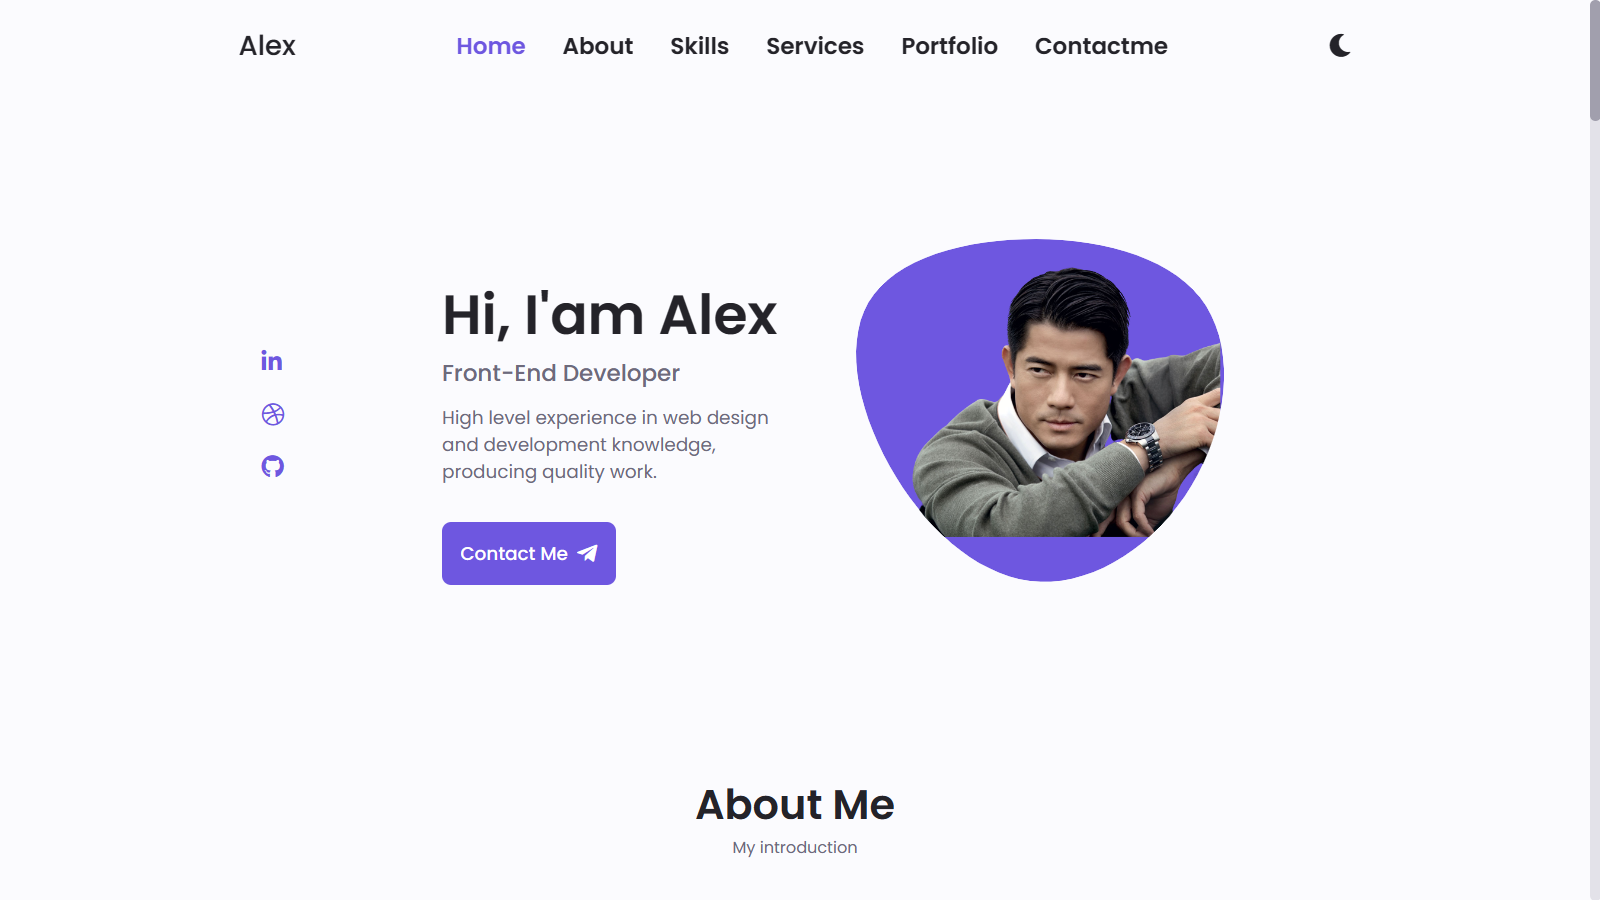 Alex
Home
About
Skills
Services
Portfolio
Contactme
Hi, I'am Alex
Front-End Developer
High level experience in web design
and development knowledge,
producing quality work.
Contact Me
About Me
My introduction